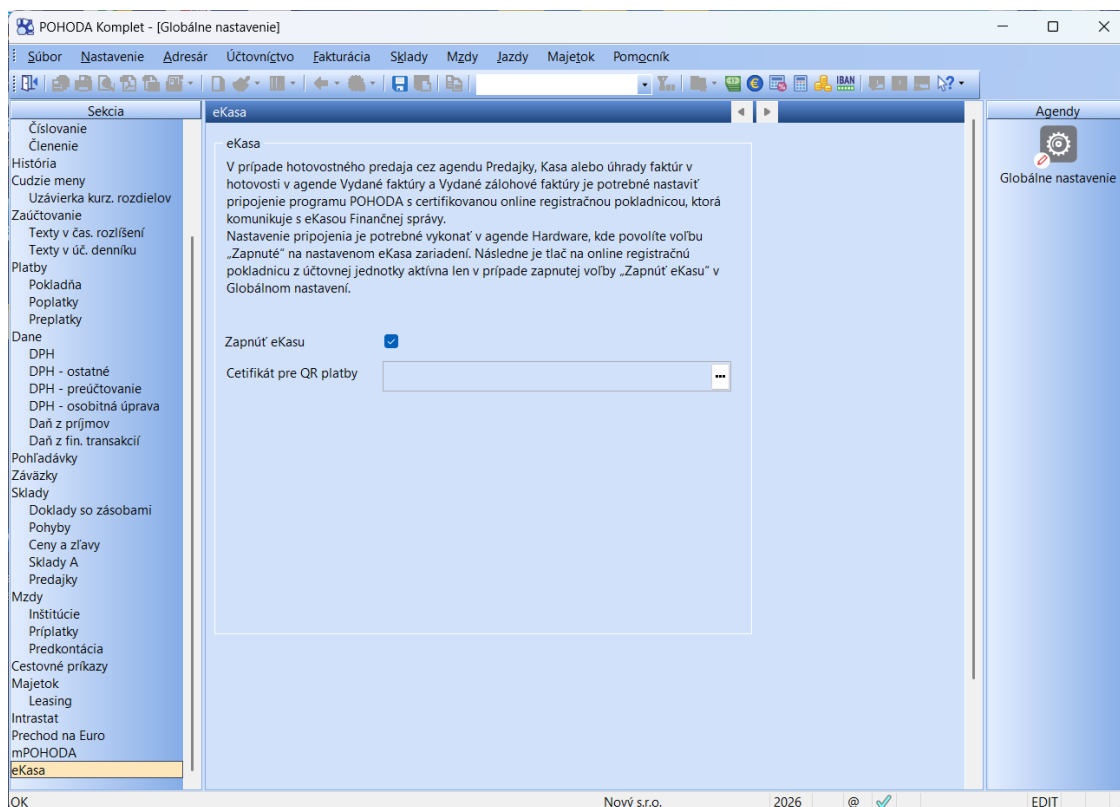 POHODA Komplet - [Globálne nastavenie]
Súbor Nastavenie Adresár Účtovníctvo Fakturácia Sklady Mzdy Jazdy Majetok Pomocník
IBAN
Sekcia
Číslovanie
Členenie
História
Cudzie meny
Uzávierka kurz. rozdielov
Zaúčtovanie
Texty v čas. rozlíšení
Texty v úč. denníku
Platby
Pokladňa
Poplatky
Preplatky
Dane
DPH
DPH - ostatné
DPH - preúčtovanie
DPH - osobitná úprava
Daň z príjmov
Daň z fin. transakcií
Pohľadávky
Záväzky
Sklady
Doklady so zásobami
Pohyby
Ceny a zľavy
Sklady A
Predajky
Mzdy
Inštitúcie
Príplatky
Predkontácia
Cestovné príkazy
Majetok
Leasing
Intrastat
Prechod na Euro
mPOHODA
eKasa
eKasa
eKasa
V prípade hotovostného predaja cez agendu Predajky, Kasa alebo úhrady faktúr v
hotovosti v agende Vydané faktúry a Vydané zálohové faktúry je potrebné nastaviť
pripojenie programu POHODA s certifikovanou online registračnou pokladnicou, ktorá
komunikuje s eKasou Finančnej správy.
Nastavenie pripojenia je potrebné vykonať v agende Hardware, kde povolíte voľbu
„Zapnuté“ na nastavenom eKasa zariadení. Následne je tlač na online registračnú
pokladnicu z účtovnej jednotky aktívna len v prípade zapnutej voľby „Zapnúť eKasu“ v
Globálnom nastavení.
Zapnúť eKasu
Cetifikát pre QR platby
Agendy
Globálne nastavenie
OK Nový s.r.o. 2026 @ EDIT